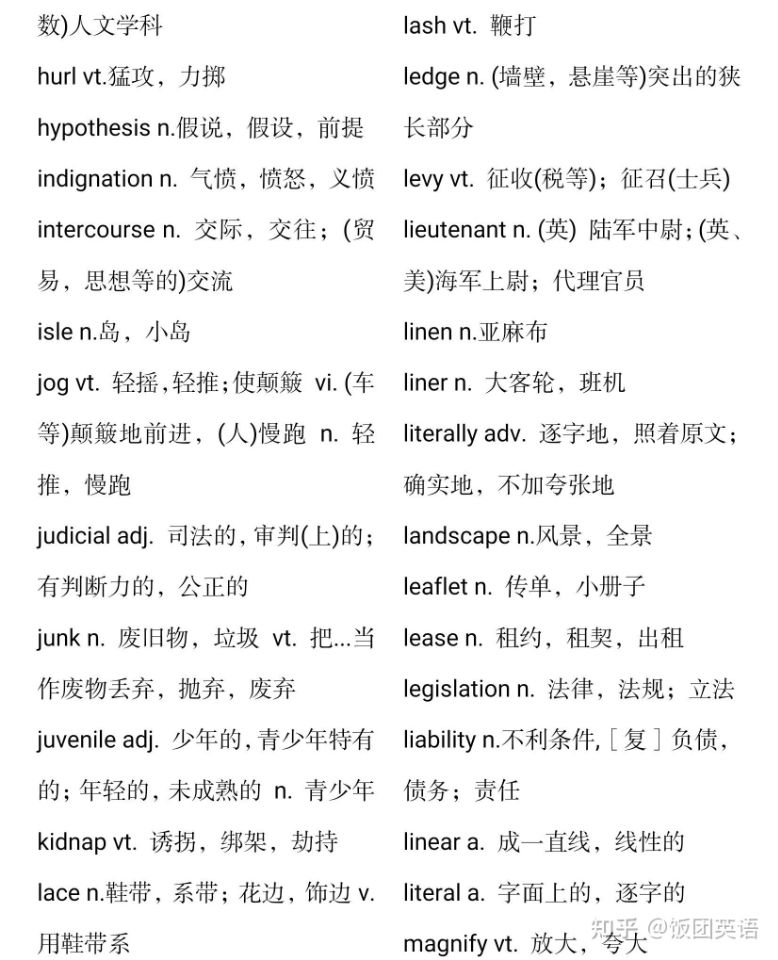 数)人文学科
hurl vt.猛攻，力掷
hypothesis n.假说，假设，前提
indignation n. 气愤，愤怒，义愤
intercourse n. 交际，交往；(贸
易，思想等的)交流
isle n.岛，小岛
jog vt. 轻摇,轻推;使颠簸 vi. (车
等)颠簸地前进，(人)慢跑 n. 轻
推，慢跑
judicial adj. 司法的,审判(上)的；
有判断力的，公正的
junk n. 废旧物，垃圾 vt. 把...当
作废物丢弃，抛弃，废弃
juvenile adj. 少年的,青少年特有
的；年轻的,未成熟的 n. 青少年
kidnap vt. 诱拐，绑架，劫持
lace n.鞋带，系带；花边，饰边 v.
用鞋带系
lash vt. 鞭打
ledge n. (墙壁，悬崖等)突出的狭
长部分
levy vt. 征收(税等)；征召(士兵)
lieutenant n. (英) 陆军中尉；(英、
美)海军上尉；代理官员
linen n.亚麻布
liner n. 大客轮，班机
literally adv. 逐字地，照着原文；
确实地，不加夸张地
landscape n.风景，全景
leaflet n. 传单，小册子
lease n. 租约，租契，出租
legislation n. 法律，法规；立法
liability n.不利条件,［复］负债，
债务；责任
linear a. 成一直线，线性的
literal a. 字面上的，逐字的
magnify vt. 放大，夸大
知乎 @饭团英语